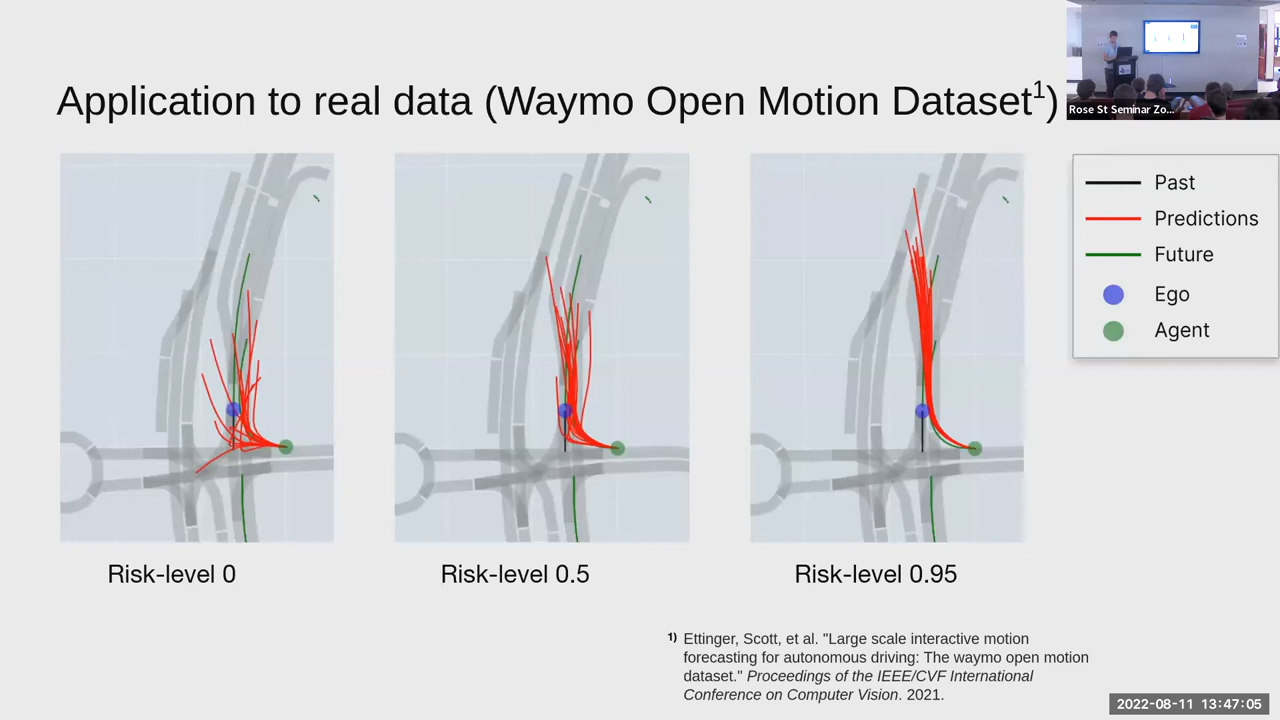 Application to real data (Waymo Open Motion Dataset1))
Rose St Seminar Zo...
Past
Predictions
Future
Ego
Agent
Risk-level 0
Risk-level 0.5
Risk-level 0.95
1) Ettinger, Scott, et al. "Large scale interactive motion
forecasting for autonomous driving: The waymo open motion
dataset." Proceedings of the IEEE/CVF International
Conference on Computer Vision. 2021.
2022-08-11 13:47:05